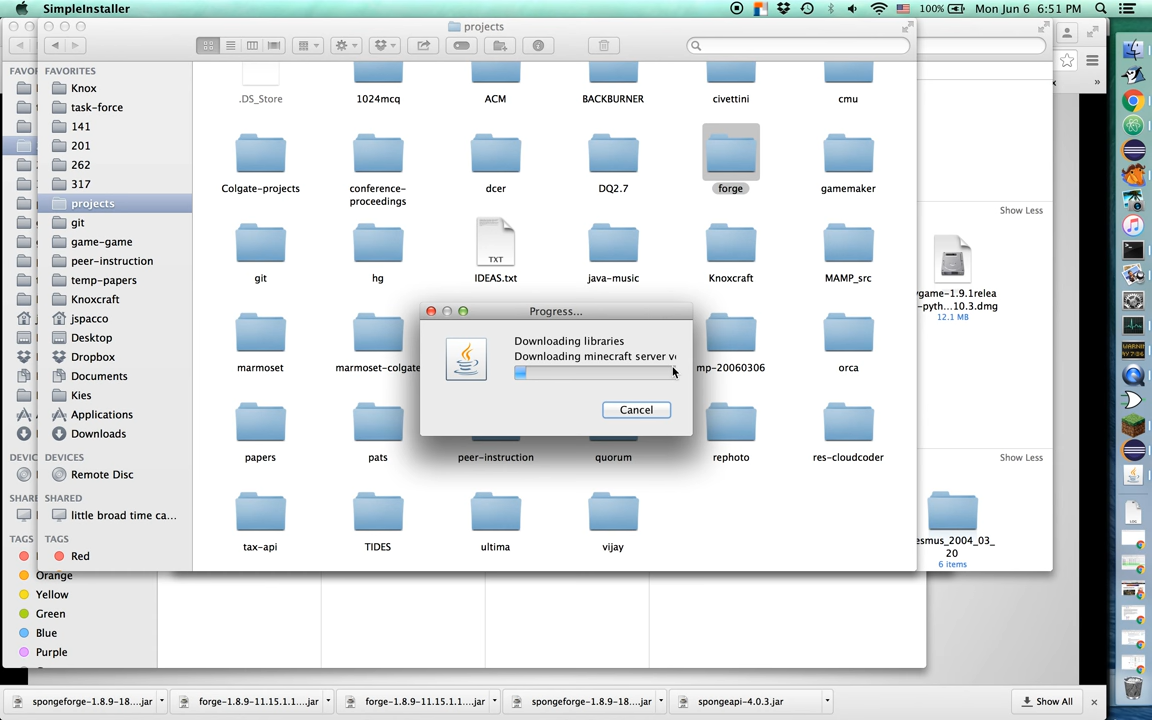 SimpleInstaller
100%
Mon Jun 6 6:51 PM
projects
FAVORITES
Knox
task-force
141
201
262
317
projects
git
game-game
peer-instruction
temp-papers
Knoxcraft
jspacco
Desktop
Dropbox
Documents
Kies
Applications
Downloads
DEVICES
Remote Disc
SHARED
little broad time ca...
TAGS
Red
Orange
Yellow
Green
Blue
Purple
.DS_Store
1024mcq
ACM
BACKBURNER
civettini
cmu
Colgate-projects
conference-
proceedings
dcer
DQ2.7
forge
gamemaker
git
hg
TXT
IDEAS.txt
java-music
Knoxcraft
MAMP_src
marmoset
marmoset-colgate
mp-20060306
orca
papers
pats
peer-instruction
quorum
rephoto
res-cloudcoder
tax-api
TIDES
ultima
vijay
Progress...
Downloading libraries
Downloading minecraft server
Cancel
Show Less
ygame-1.9.1relea
-pyth...10.3.dmg
12.1 MB
Show Less
esmus_2004_03_
20
6 items
spongeforge-1.8.9-18....jar
forge-1.8.9-11.15.1.1....jar
forge-1.8.9-11.15.1.1....jar
spongeforge-1.8.9-18....jar
spongeapi-4.0.3.jar
Show All